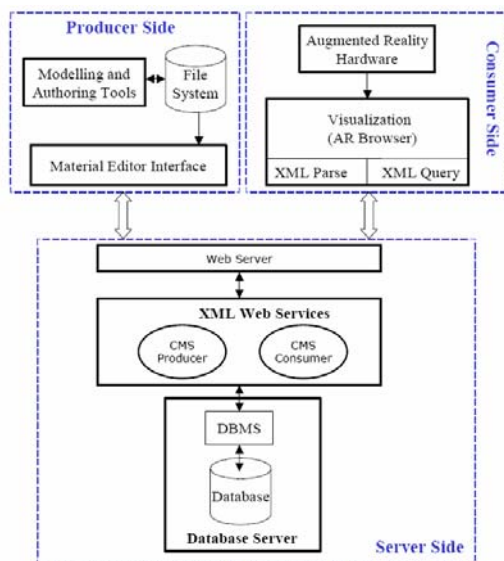 Producer Side
Modelling and
Authoring Tools
File
System
Material Editor Interface
Augmented Reality
Hardware
Visualization
(AR Browser)
XML Parse
XML Query
Consumer Side
Web Server
XML Web Services
CMS
Producer
CMS
Consumer
DBMS
Database
Database Server
Server Side